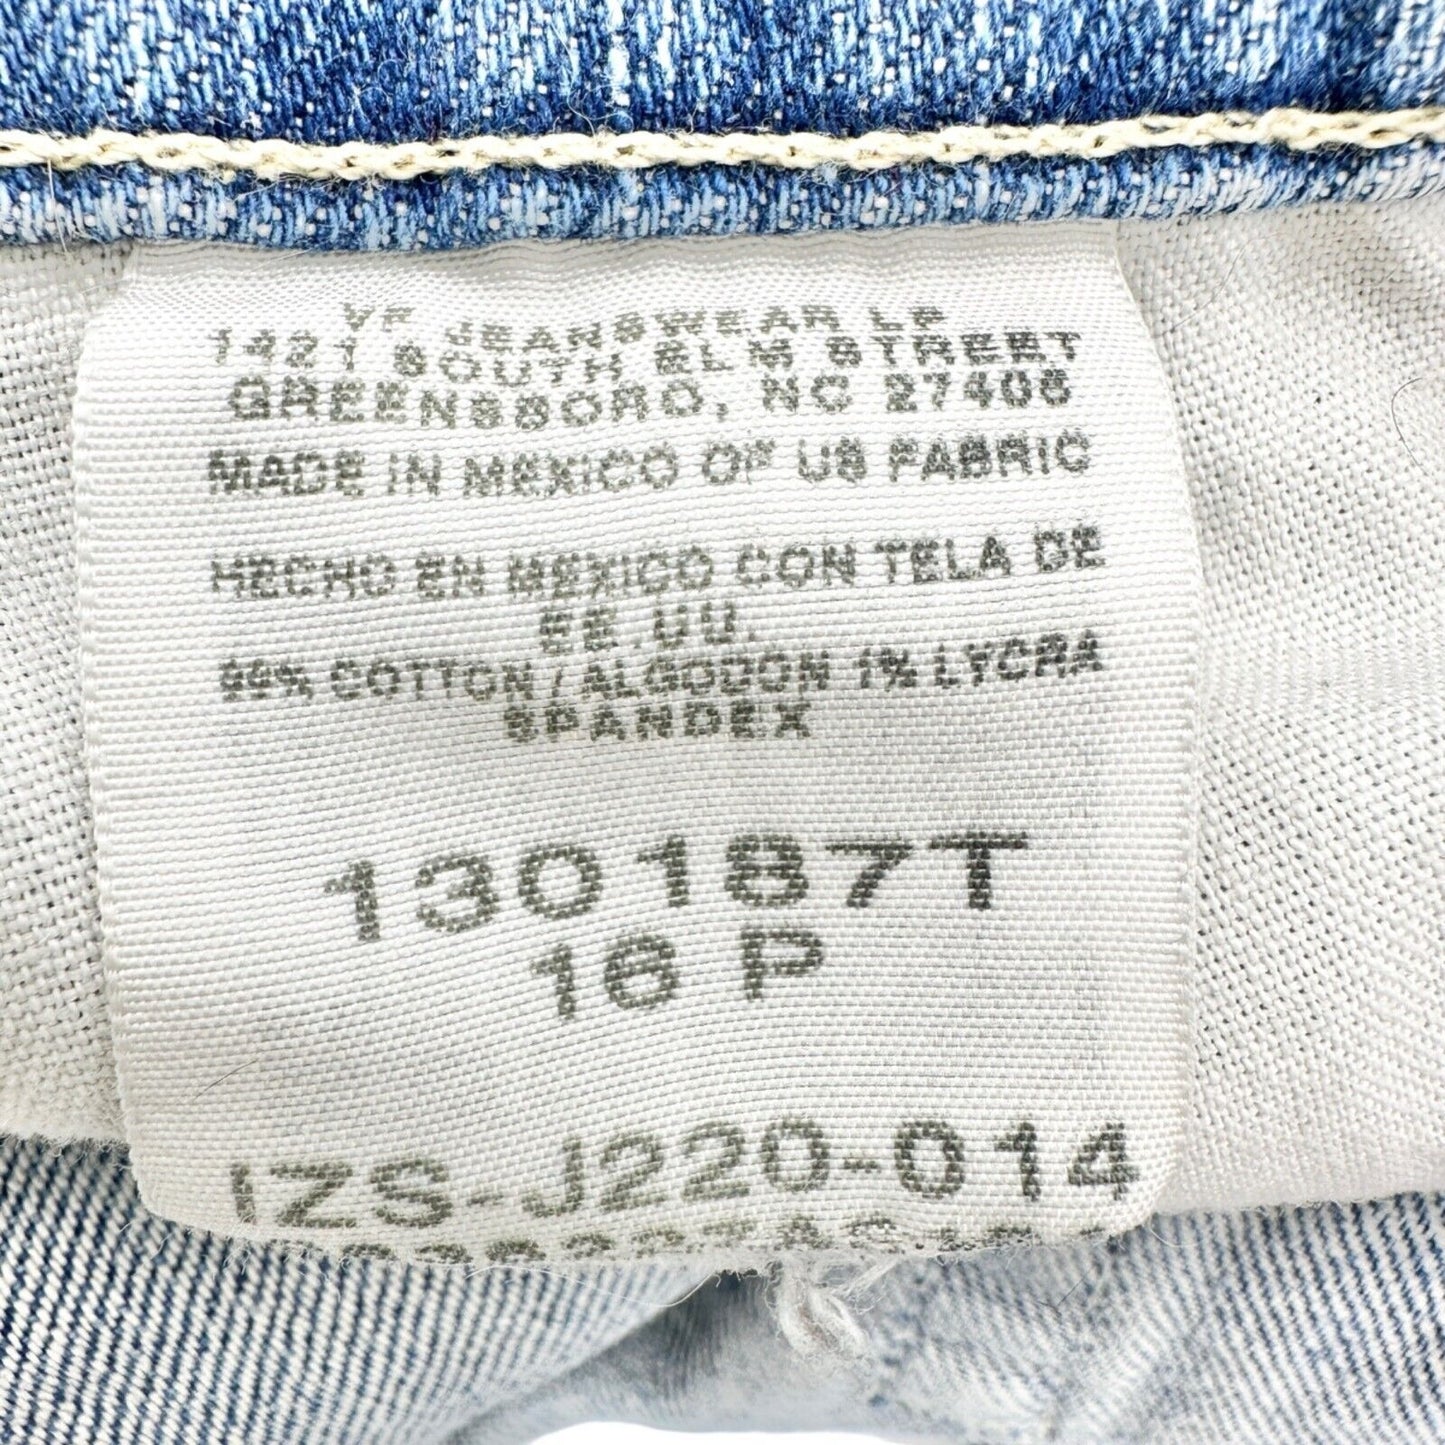 VF JEANSWEAR LP
1421 SOUTH ELM STREET
GREENSBORO, NC 27406
MADE IN MEXICO OF US FABRIC
HECHO EN MEXICO CON TELA DE
EE.UU.
99% COTTON/ALGODON 1% LYCRA
SPANDEX
130187T
16 P
IZS-J220-014